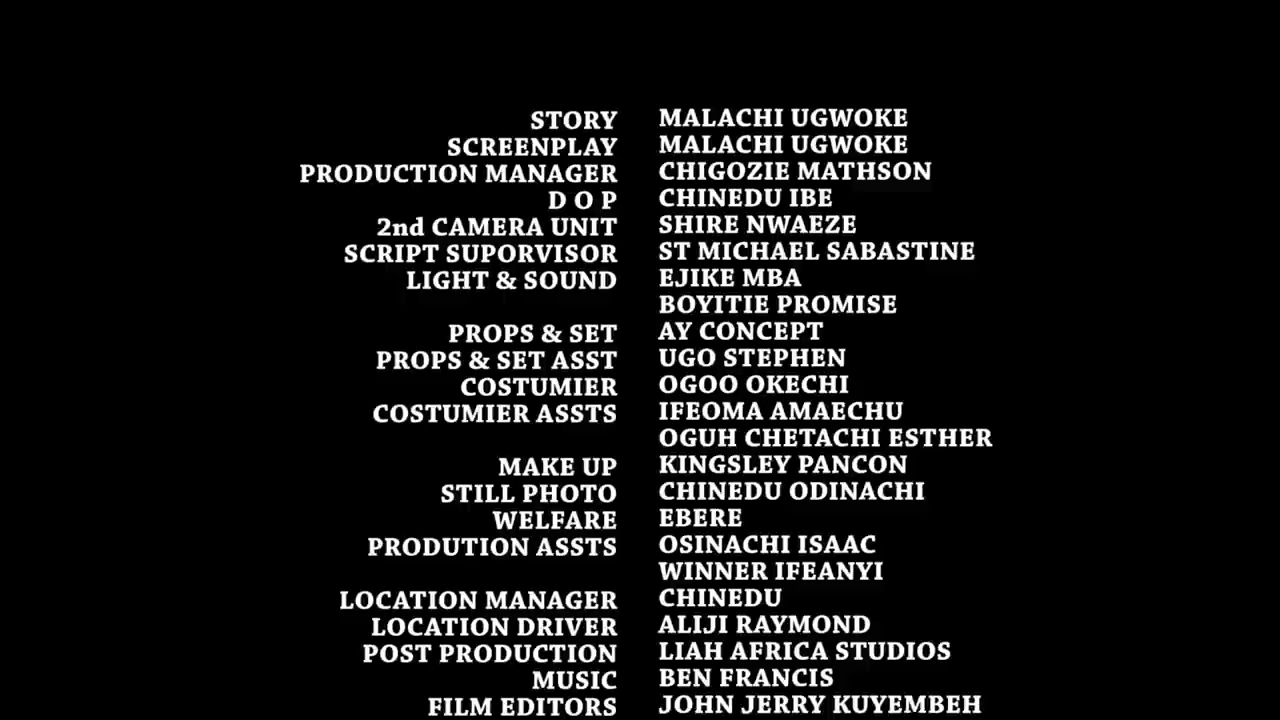 STORY MALACHI UGWOKE
SCREENPLAY MALACHI UGWOKE
PRODUCTION MANAGER CHIGOZIE MATHSON
D O P CHINEDU IBE
2nd CAMERA UNIT SHIRE NWAEZE
SCRIPT SUPORVISOR ST MICHAEL SABASTINE
LIGHT & SOUND EJIKE MBA
BOYITIE PROMISE
PROPS & SET AY CONCEPT
PROPS & SET ASST UGO STEPHEN
COSTUMIER OGOO OKECHI
COSTUMIER ASSTS IFEOMA AMAECHU
OGUH CHETACHI ESTHER
MAKE UP KINGSLEY PANCON
STILL PHOTO CHINEDU ODINACHI
WELFARE EBERE
PRODUTION ASSTS OSINACHI ISAAC
WINNER IFEANYI
LOCATION MANAGER CHINEDU
LOCATION DRIVER ALIJI RAYMOND
POST PRODUCTION LIAH AFRICA STUDIOS
MUSIC BEN FRANCIS
FILM EDITORS JOHN JERRY KUYEMBEH